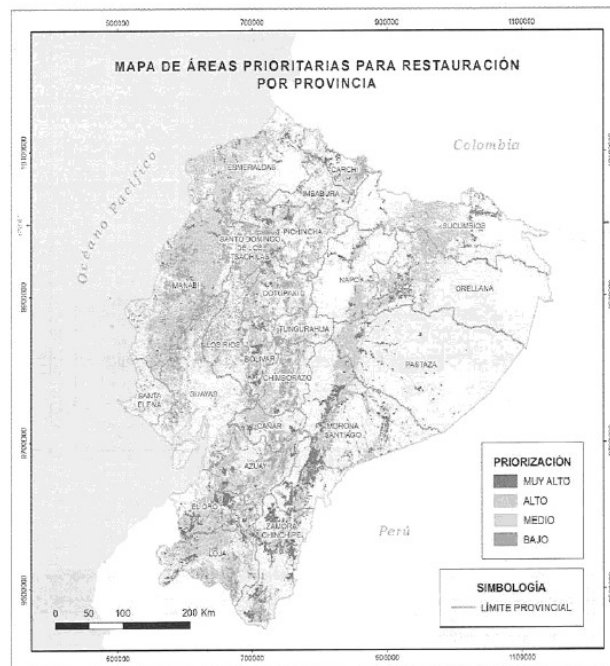 500000 700000 900000 1100000
MAPA DE ÁREAS PRIORITARIAS PARA RESTAURACIÓN
POR PROVINCIA
Colombia
Océano Pacífico
ESMERALDAS
CARCHI
IMBABURA
SUCUMBIOS
PICHINCHA
SANTO DOMINGO
DE LOS
SACHILAS
NAPO
ORELLANA
MANABI
COTOPAXI
TUNGURAHUA
LOS RIOS
PASTAZA
BOLIVAR
CHIMBORAZO
SANTA
ELENA
GUAYAS
CAÑAR
MORONA
SANTIAGO
AZUAY
EL ORO
ZAMORA
CHINCHIPE
LOJA
Perú
PRIORIZACIÓN
MUY ALTO
ALTO
MEDIO
BAJO
SIMBOLOGÍA
LÍMITE PROVINCIAL
0 50 100 200 Km
500000 700000 900000 1100000